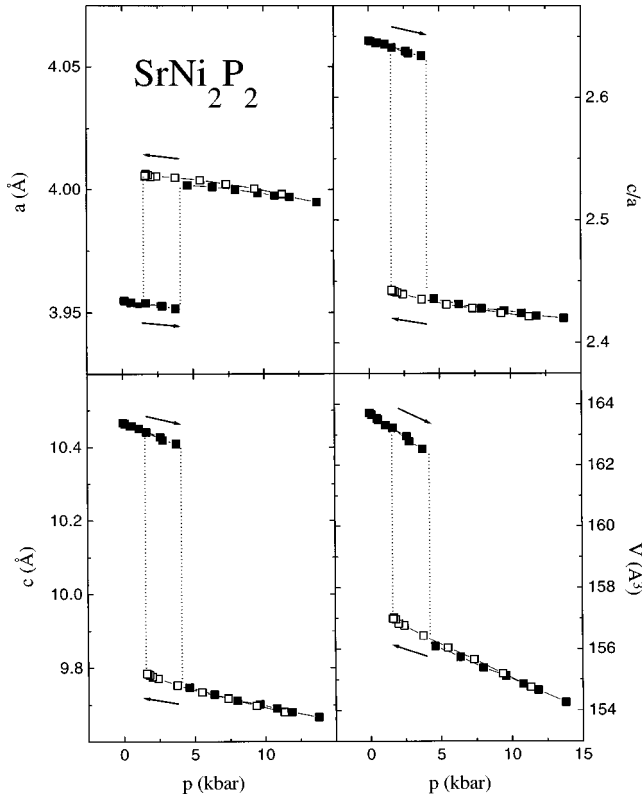 SrNi₂P₂
4.05
4.00
3.95
a (Å)
2.6
2.5
2.4
c/a
10.4
10.2
10.0
9.8
c (Å)
164
162
160
157
156
154
V (Å³)
0 5 10
p (kbar)
0 5 10 15
p (kbar)